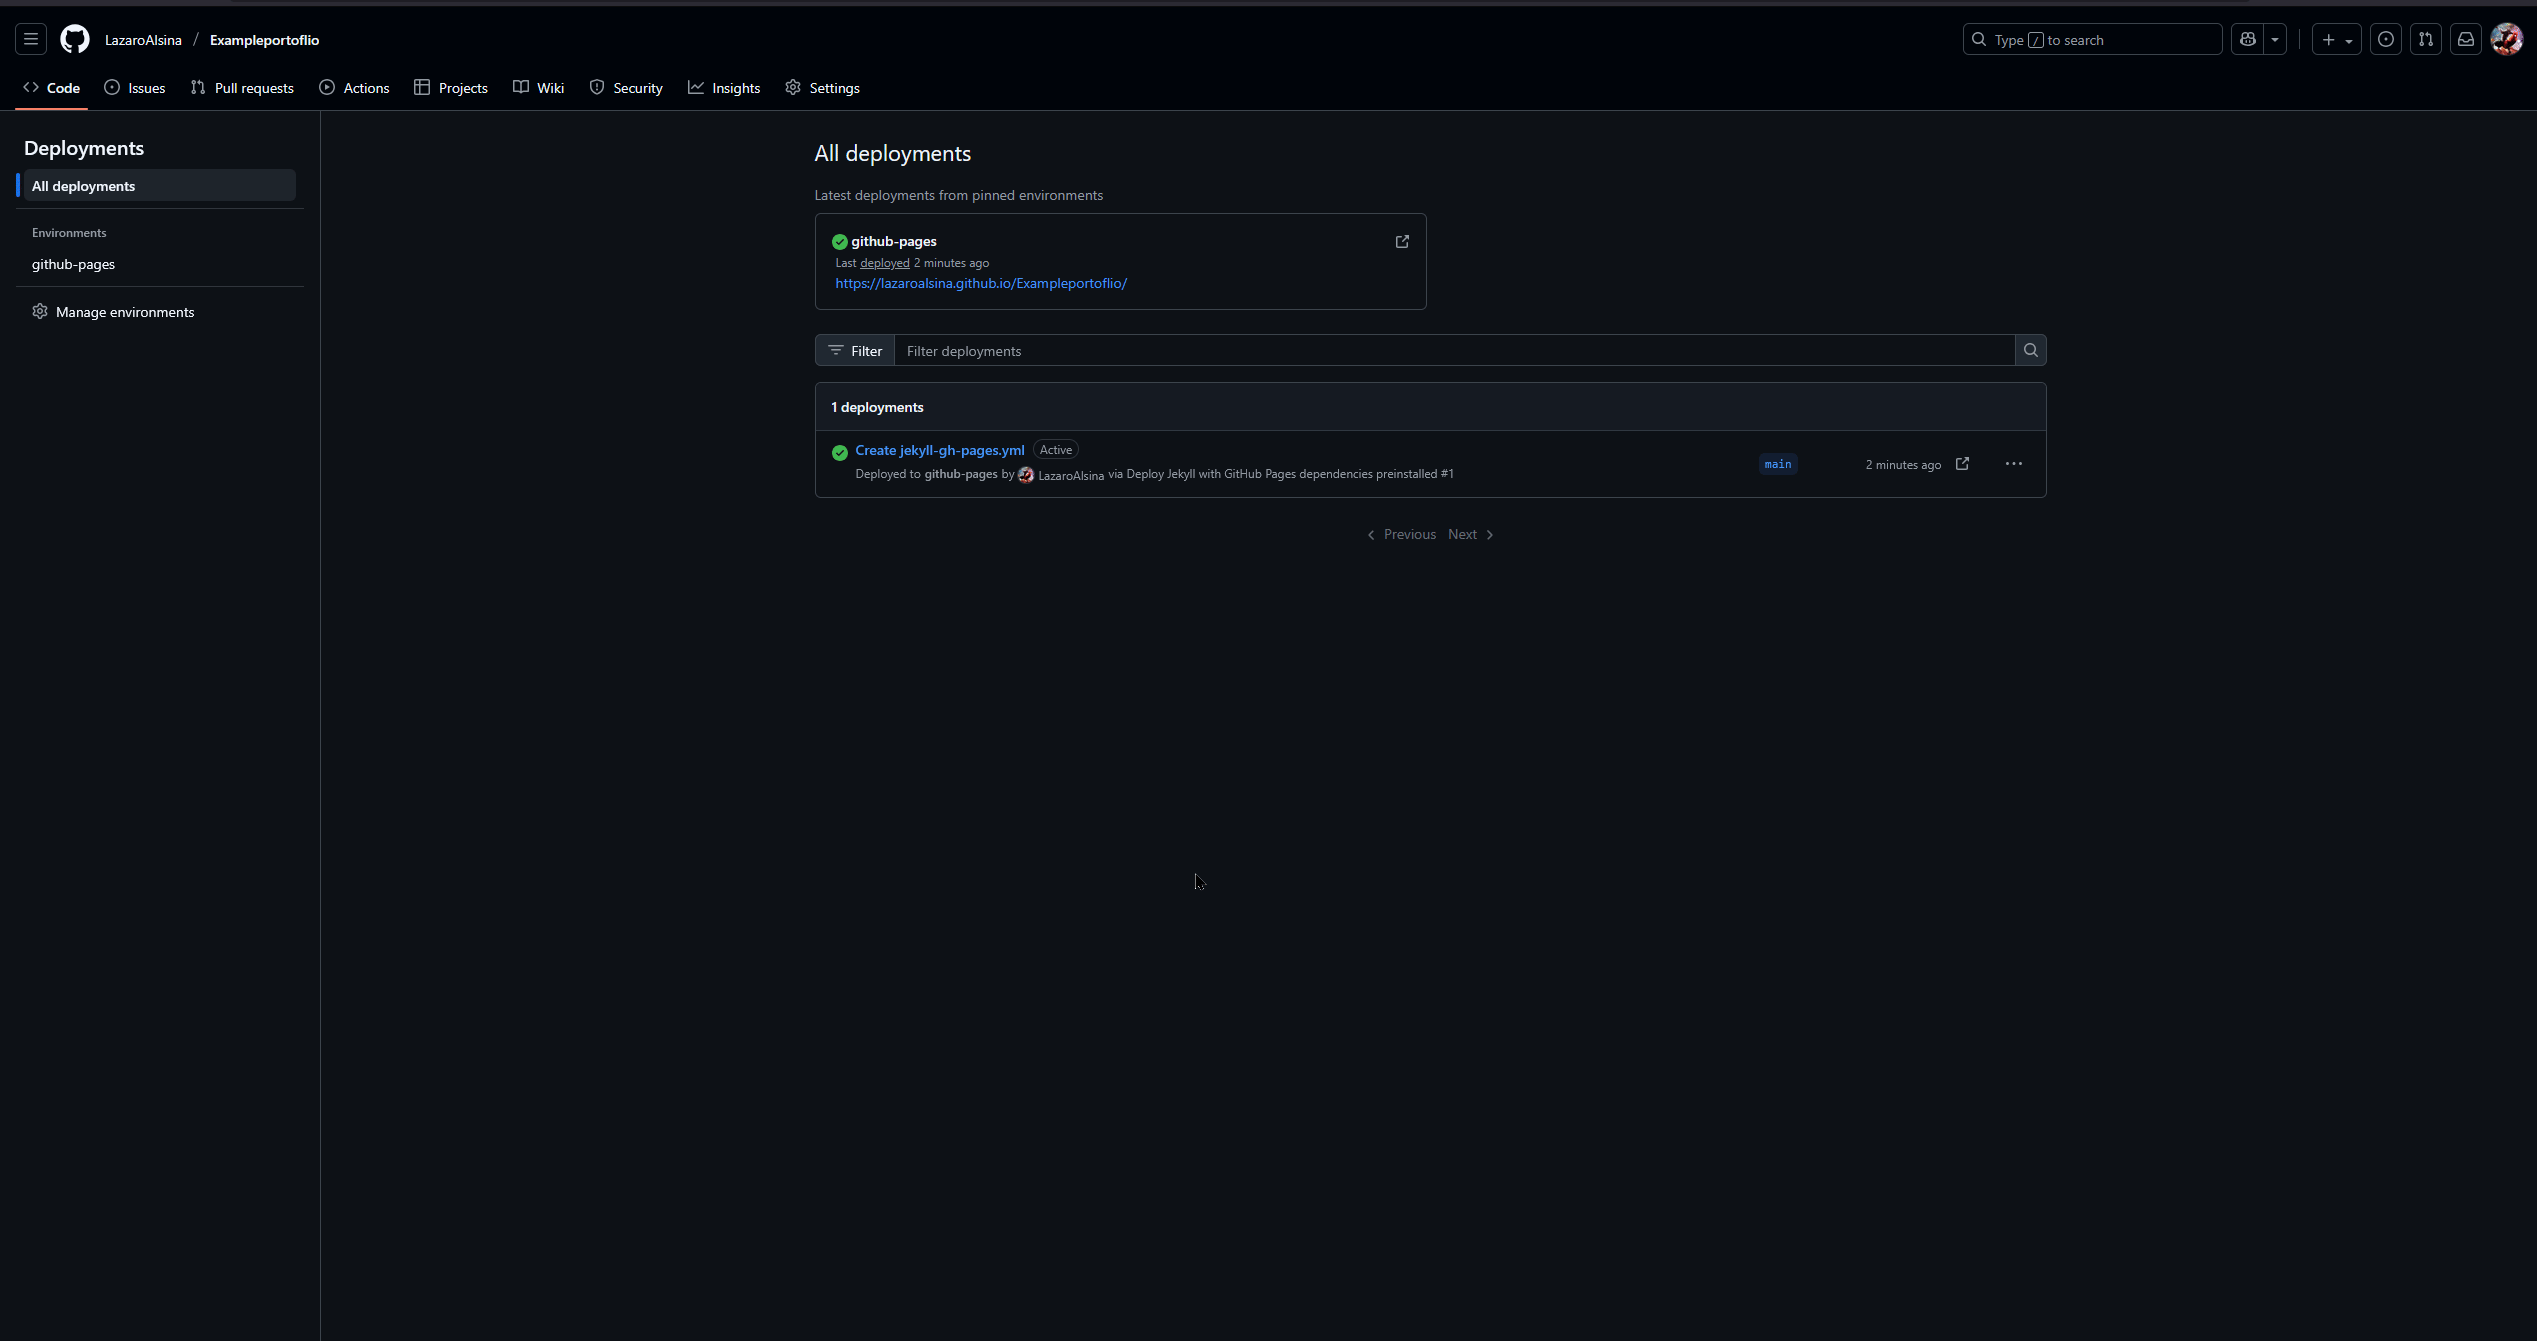 LazaroAlsina / Exampleportoflio
Type / to search
Code Issues Pull requests Actions Projects Wiki Security Insights Settings
Deployments
All deployments
Environments
github-pages
Manage environments
All deployments
Latest deployments from pinned environments
github-pages
Last deployed 2 minutes ago
https://lazaroalsina.github.io/Exampleportoflio/
Filter Filter deployments
1 deployments
Create jekyll-gh-pages.yml Active
Deployed to github-pages by LazaroAlsina via Deploy Jekyll with GitHub Pages dependencies preinstalled #1
main 2 minutes ago
Previous Next